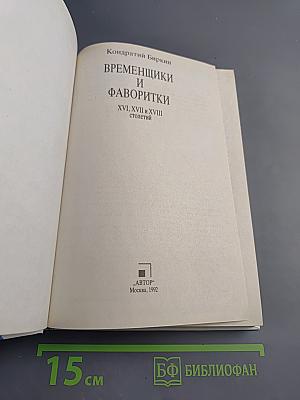 Кондратий Биркин
ВРЕМЕНЩИКИ
И
ФАВОРИТКИ
XVI, XVII и XVIII
столетий
„АВТОР“
Москва, 1992
15 см
БФ БИБЛИОФАН